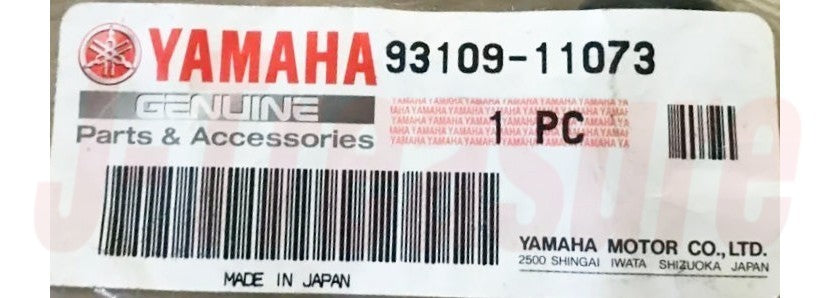 YAMAHA 93109-11073
GENUINE
Parts & Accessories
1 PC
MADE IN JAPAN
YAMAHA MOTOR CO.,LTD.
2500 SHINGAI IWATA SHIZUOKA JAPAN